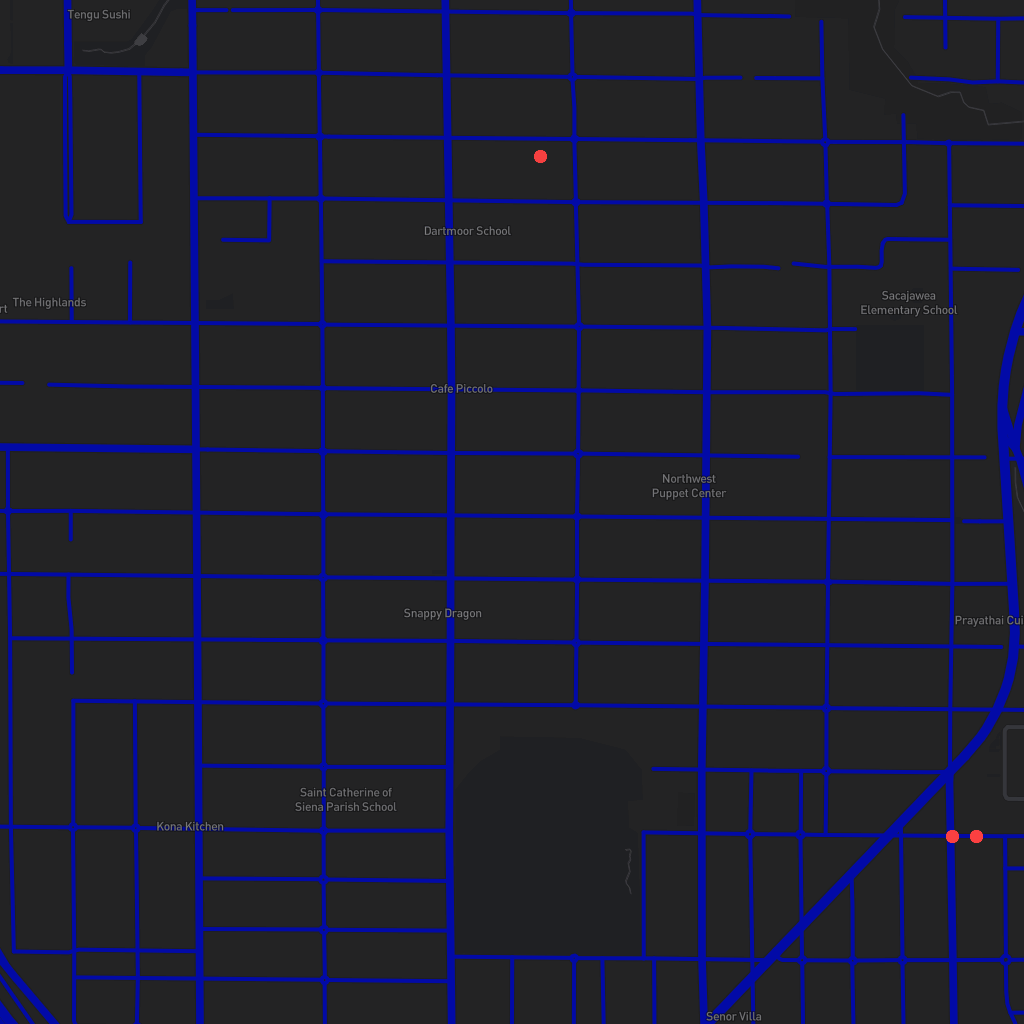 Tengu Sushi
Dartmoor School
The Highlands
rt
Sacajawea
Elementary School
Cafe Piccolo
Northwest
Puppet Center
Snappy Dragon
Prayathai Cui
Saint Catherine of
Siena Parish School
Kona Kitchen
Senor Villa